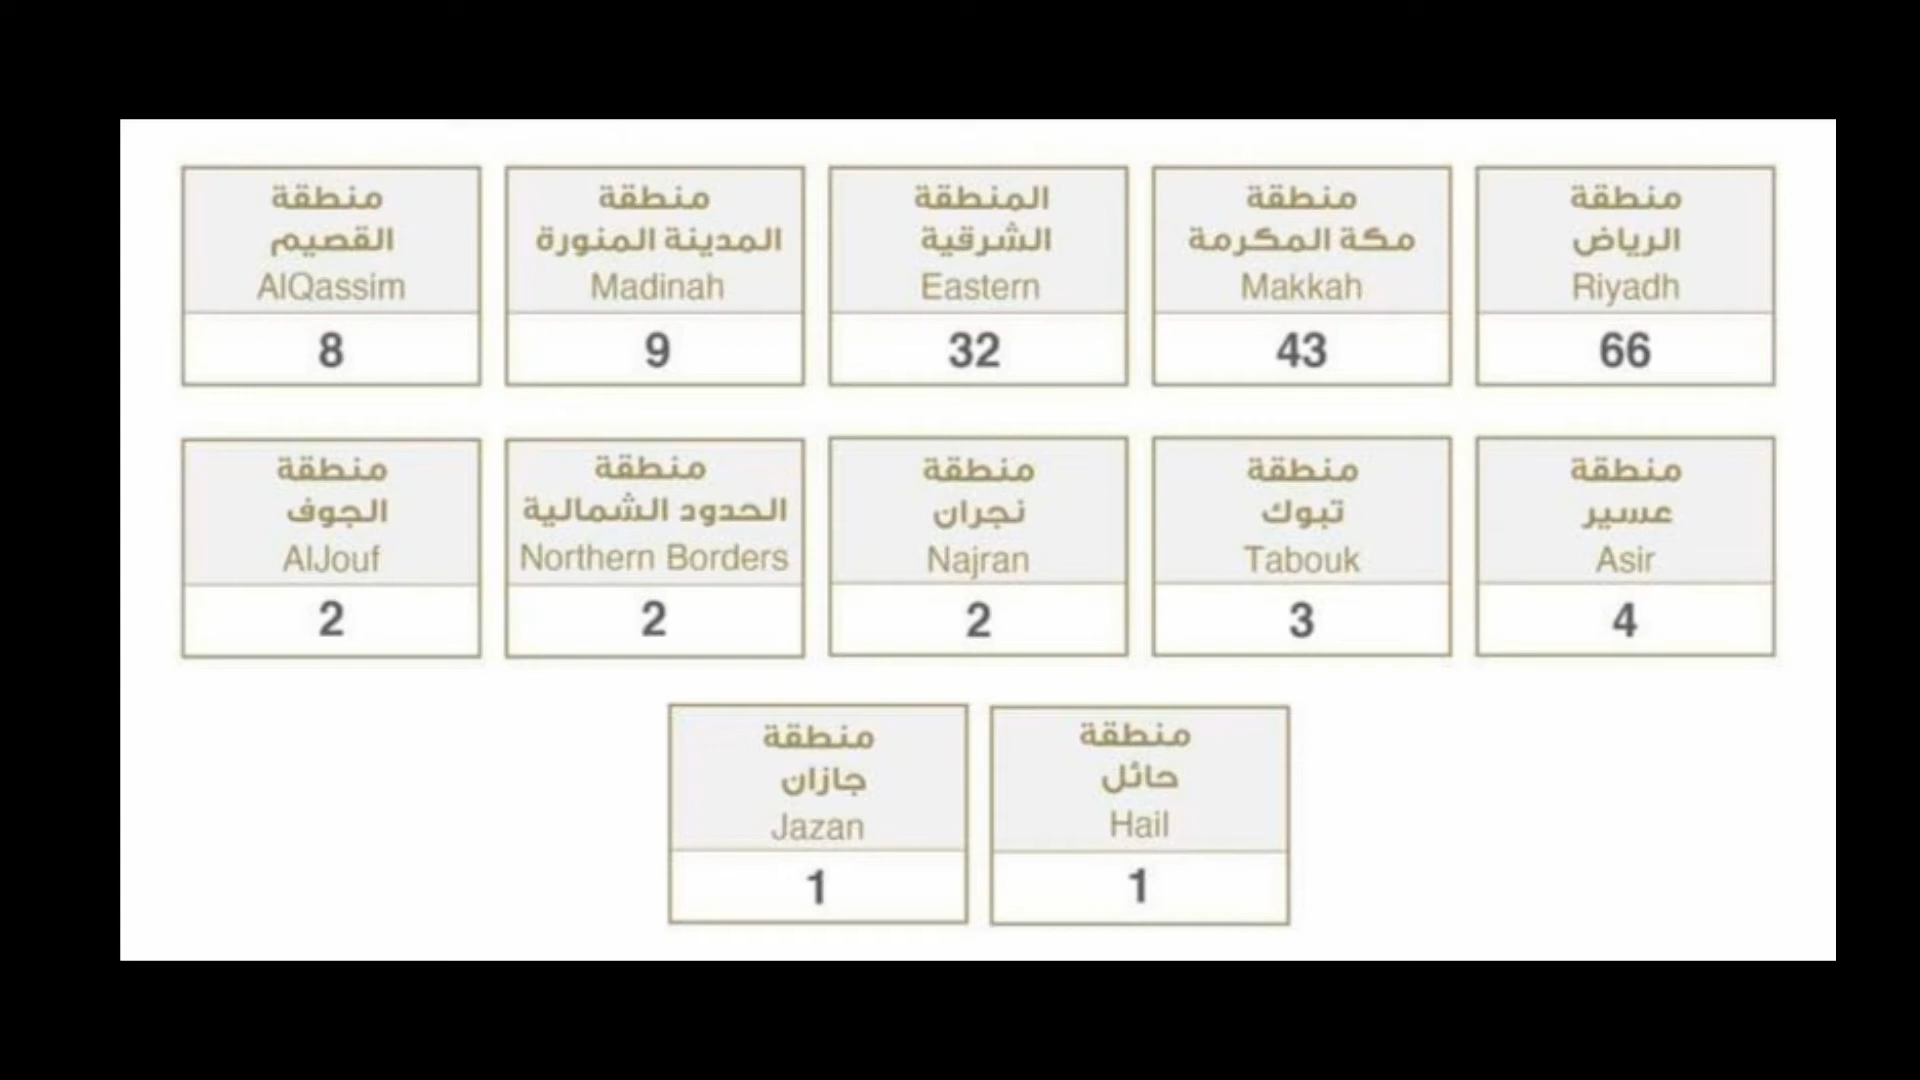 منطقة
الرياض
Riyadh
66
منطقة
مكة المكرمة
Makkah
43
المنطقة
الشرقية
Eastern
32
منطقة
المدينة المنورة
Madinah
9
منطقة
القصيم
AlQassim
8
منطقة
عسير
Asir
4
منطقة
تبوك
Tabouk
3
منطقة
نجران
Najran
2
منطقة
الحدود الشمالية
Northern Borders
2
منطقة
الجوف
AlJouf
2
منطقة
حائل
Hail
1
منطقة
جازان
Jazan
1